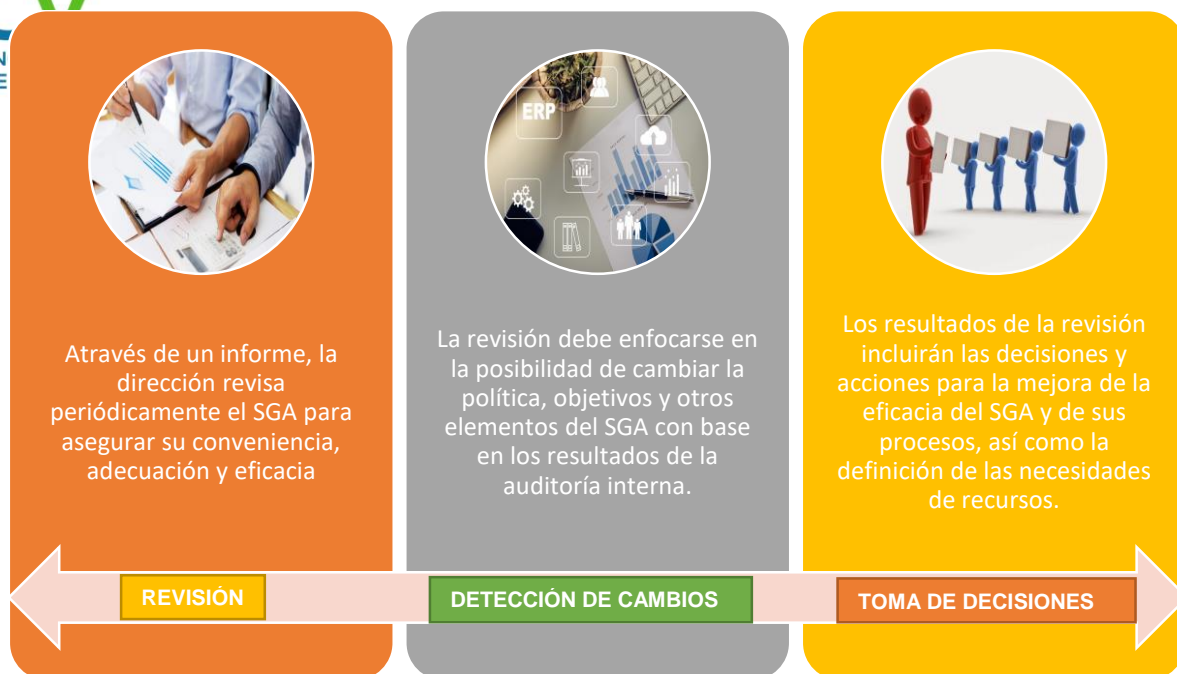 N
E
Através de un informe, la
dirección revisa
periódicamente el SGA para
asegurar su conveniencia,
adecuación y eficacia
ERP
La revisión debe enfocarse en
la posibilidad de cambiar la
política, objetivos y otros
elementos del SGA con base
en los resultados de la
auditoría interna.
Los resultados de la revisión
incluirán las decisiones y
acciones para la mejora de la
eficacia del SGA y de sus
procesos, así como la
definición de las necesidades
de recursos.
REVISIÓN
DETECCIÓN DE CAMBIOS
TOMA DE DECISIONES